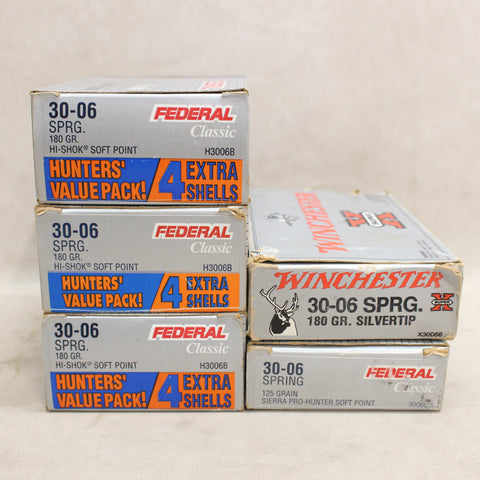 30-06
FEDERAL
SPRG.
Classic
180 GR.
HI-SHOK® SOFT POINT
H3006B
HUNTERS'
VALUE PACK!
4 EXTRA
SHELLS
30-06
FEDERAL
SPRG.
Classic
180 GR.
HI-SHOK® SOFT POINT
H3006B
HUNTERS'
VALUE PACK!
4 EXTRA
SHELLS
30-06
FEDERAL
SPRG.
Classic
180 GR.
HI-SHOK® SOFT POINT
H3006B
HUNTERS'
VALUE PACK!
4 EXTRA
SHELLS
WINCHESTER
SUPER X
WINCHESTER
30-06 SPRG.
SUPER X
180 GR. SILVERTIP
X30066
30-06
FEDERAL
SPRING
Classic
125 GRAIN
SIERRA PRO-HUNTER SOFT POINT